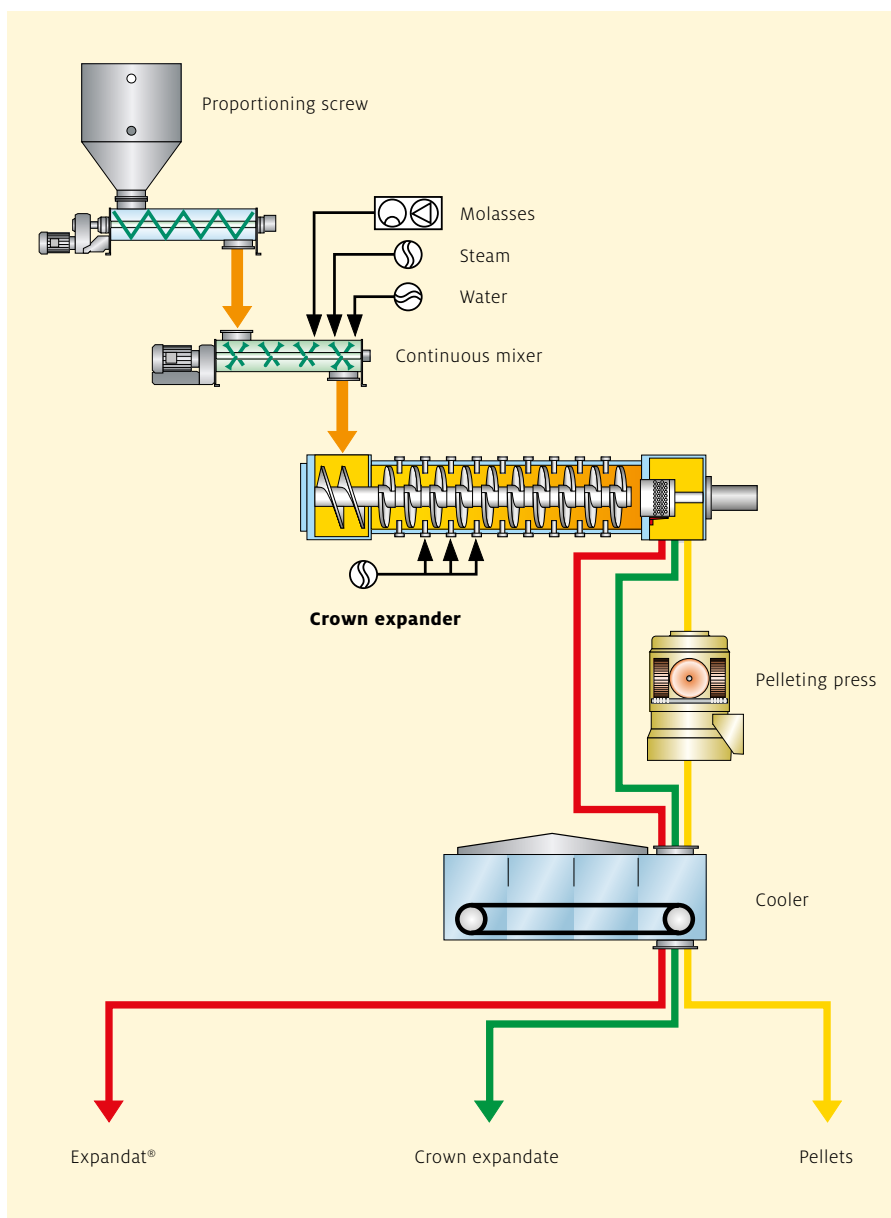 Proportioning screw
Molasses
Steam
Water
Continuous mixer
Crown expander
Pelleting press
Cooler
Expandat®
Crown expandate
Pellets